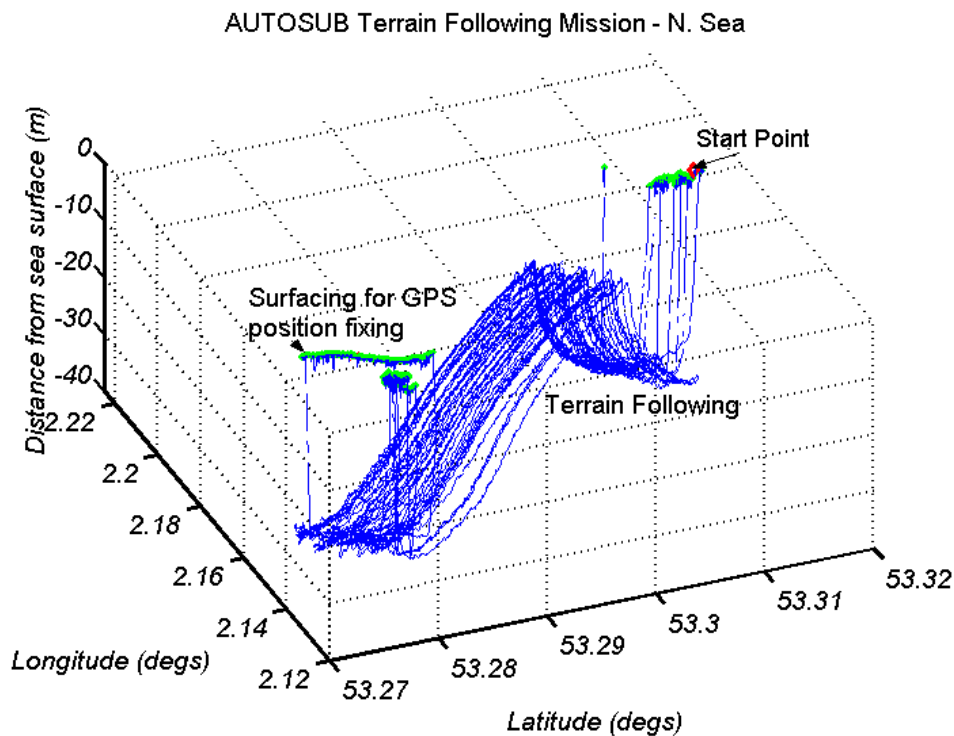 AUTOSUB Terrain Following Mission - N. Sea
Distance from sea surface (m)
0
-10
-20
-30
-40
Start Point
Surfacing for GPS
position fixing
Terrain Following
2.22
2.2
2.18
2.16
2.14
2.12
Longitude (degs)
53.27
53.28
53.29
53.3
53.31
53.32
Latitude (degs)